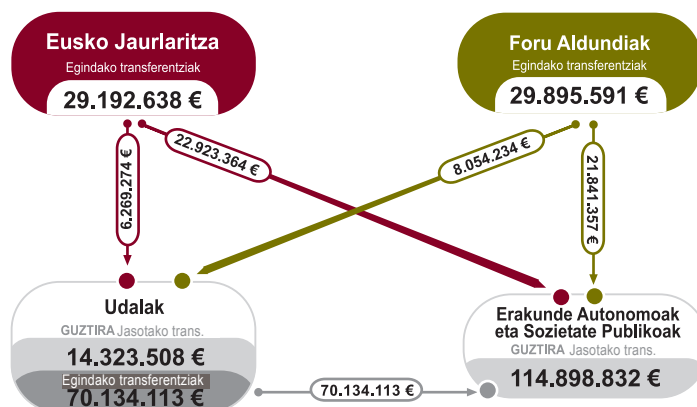 Eusko Jaurlaritza
Egindako transferentziak
29.192.638 €
Foru Aldundiak
Egindako transferentziak
29.895.591 €
6.269.274 €
22.923.364 €
8.054.234 €
21.841.357 €
Udalak
GUZTIRA Jasotako trans.
14.323.508 €
Egindako transferentziak
70.134.113 €
70.134.113 €
Erakunde Autonomoak
eta Sozietate Publikoak
GUZTIRA Jasotako trans.
114.898.832 €